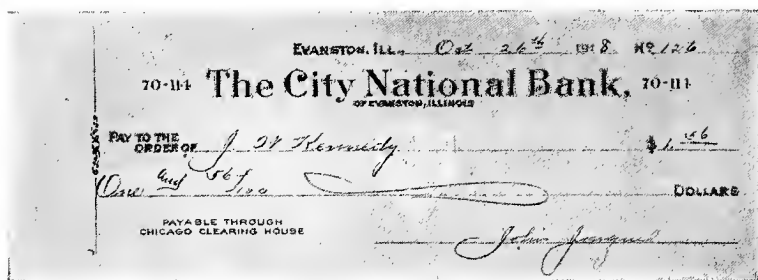 EVANSTON, ILL. Oct 26th 1918 No 126
70-114 The City National Bank, 70-114
OF EVANSTON, ILLINOIS
PAY TO THE
ORDER OF J W Kennedy $1.56
One and 56/100 DOLLARS
PAYABLE THROUGH
CHICAGO CLEARING HOUSE
John